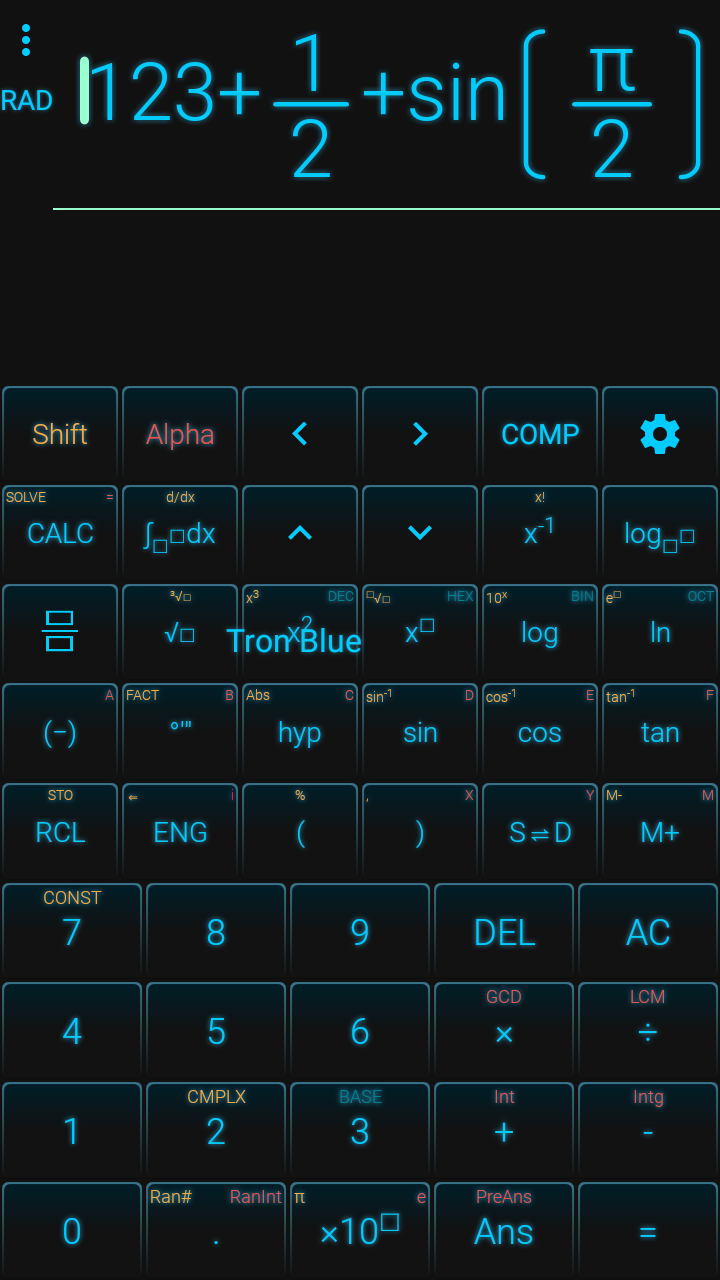 123+1/2+sin(π/2)
RAD
Shift Alpha < > COMP
SOLVE = d/dx x!
CALC ∫□□dx x-1 log□□
³√□ x3 DEC □√□ HEX 10x BIN e□ OCT
√□ x2 x□ log ln
Tron Blue
A FACT B Abs C sin-1 D cos-1 E tan-1 F
(−) °'" hyp sin cos tan
STO ⇐ i % , X Y M- M
RCL ENG ( ) S⇌D M+
CONST
7 8 9 DEL AC
GCD LCM
4 5 6 × ÷
CMPLX BASE Int Intg
1 2 3 + -
Ran# RanInt π e PreAns
0 . ×10□ Ans =